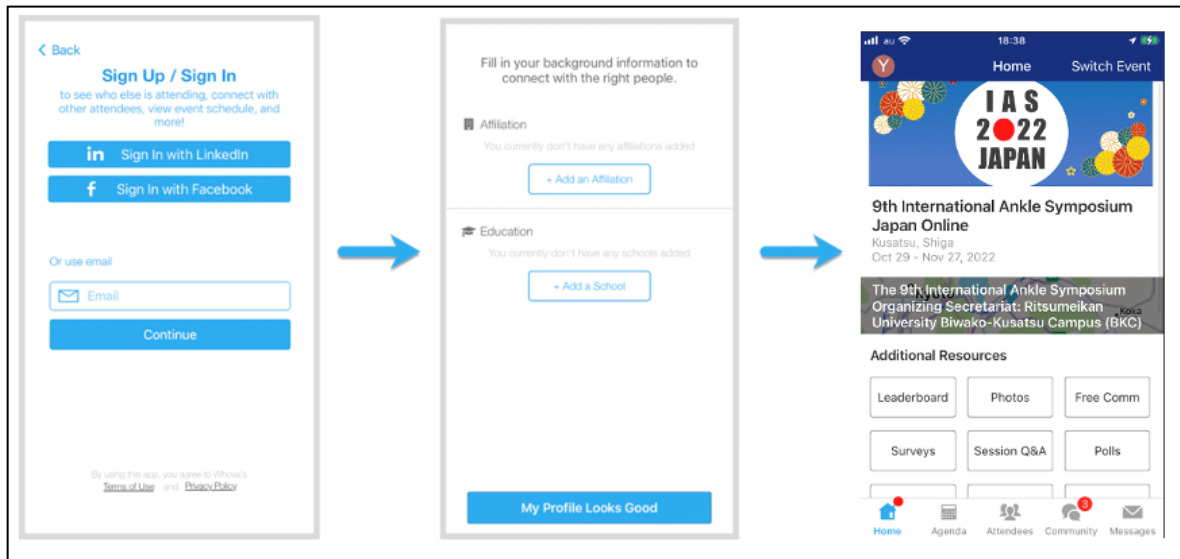 Back
Sign Up / Sign In
to see who else is attending, connect with
other attendees, view event schedule, and
more!
in Sign In with LinkedIn
f Sign In with Facebook
Or use email
Email
Continue
By using this app, you agree to Whova's
Terms of Use and Privacy Policy
Fill in your background information to
connect with the right people.
Affiliation
You currently don't have any affiliations added
+ Add an Affiliation
Education
You currently don't have any schools added
+ Add a School
My Profile Looks Good
au 18:38
Y Home Switch Event
IAS
2022
JAPAN
9th International Ankle Symposium
Japan Online
Kusatsu, Shiga
Oct 29 - Nov 27, 2022
The 9th International Ankle Symposium
Organizing Secretariat: Ritsumeikan
University Biwako-Kusatsu Campus (BKC)
Kyoto
Koka
Additional Resources
Leaderboard Photos Free Comm
Surveys Session Q&A Polls
3
Home Agenda Attendees Community Messages